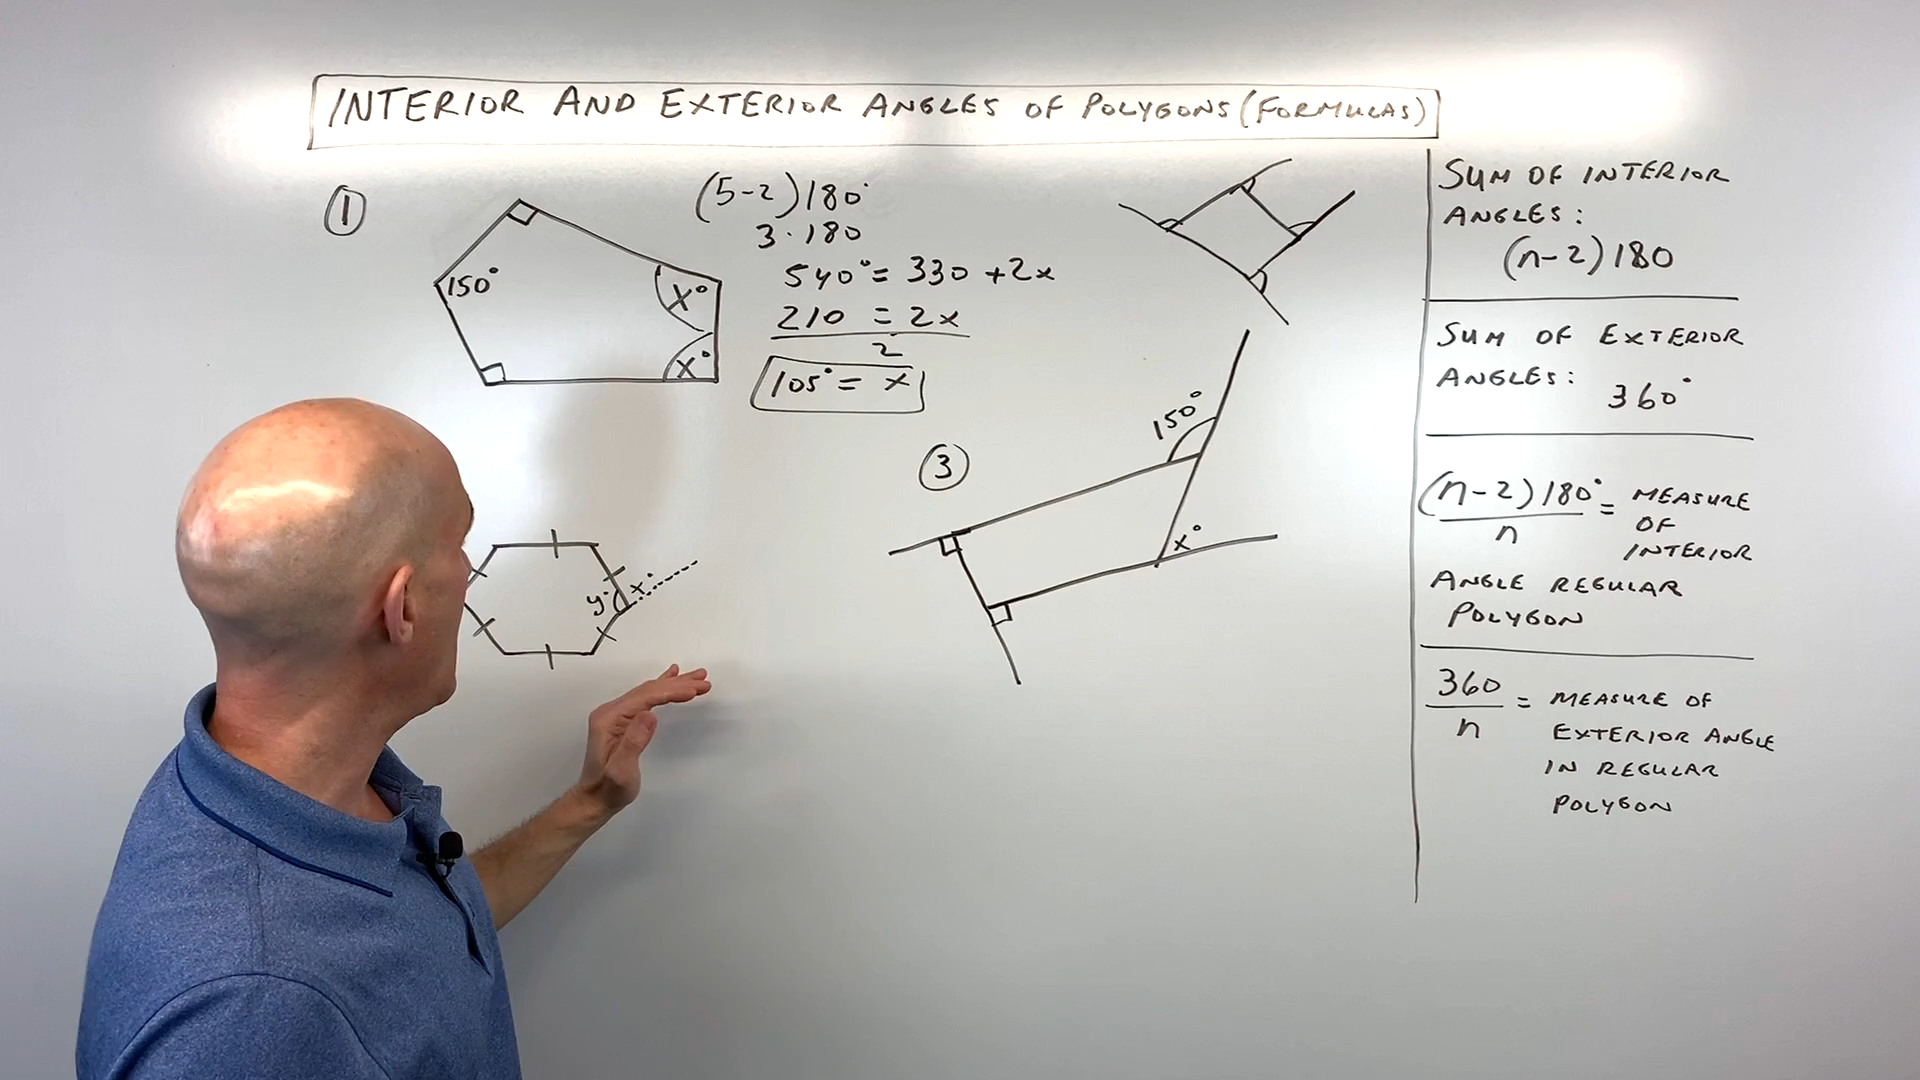 INTERIOR AND EXTERIOR ANGLES OF POLYGONS (FORMULAS)
1
150°
x°
x°
(5-2)180°
3·180
540° = 330 + 2x
210 = 2x
2
105° = x
y°
x°
3
150°
x°
SUM OF INTERIOR
ANGLES:
(n-2)180
SUM OF EXTERIOR
ANGLES: 360°
(n-2)180°
n
= MEASURE
OF
INTERIOR
ANGLE REGULAR
POLYGON
360
n
= MEASURE OF
EXTERIOR ANGLE
IN REGULAR
POLYGON